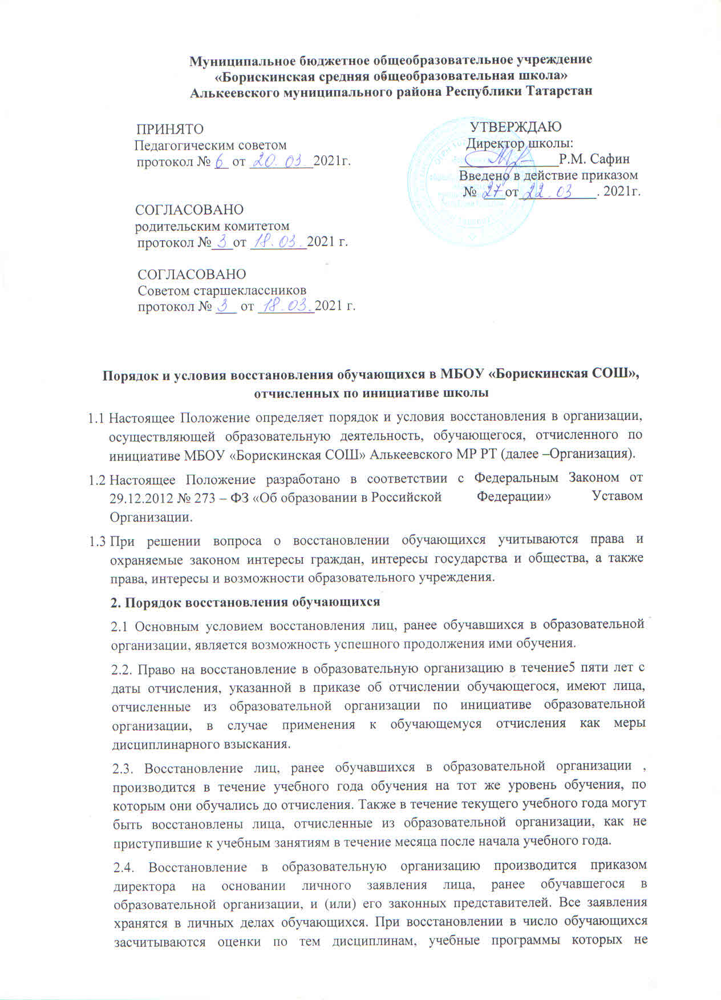 Муниципальное бюджетное общеобразовательное учреждение
«Борискинская средняя общеобразовательная школа»
Алькеевского муниципального района Республики Татарстан
ПРИНЯТО
Педагогическим советом
протокол № 6 от 20. 03 2021г.
УТВЕРЖДАЮ
Директор школы:
Р.М. Сафин
Введено в действие приказом
№ 27 от 22. 03 . 2021г.
СОГЛАСОВАНО
родительским комитетом
протокол № 3 от 18. 03. 2021 г.
СОГЛАСОВАНО
Советом старшеклассников
протокол № 3 от 18. 03. 2021 г.
Порядок и условия восстановления обучающихся в МБОУ «Борискинская СОШ»,
отчисленных по инициативе школы
1.1 Настоящее Положение определяет порядок и условия восстановления в организации,
осуществляющей образовательную деятельность, обучающегося, отчисленного по
инициативе МБОУ «Борискинская СОШ» Алькеевского МР РТ (далее –Организация).
1.2 Настоящее Положение разработано в соответствии с Федеральным Законом от
29.12.2012 № 273 – ФЗ «Об образовании в Российской Федерации» Уставом
Организации.
1.3 При решении вопроса о восстановлении обучающихся учитываются права и
охраняемые законом интересы граждан, интересы государства и общества, а также
права, интересы и возможности образовательного учреждения.
2. Порядок восстановления обучающихся
2.1 Основным условием восстановления лиц, ранее обучавшихся в образовательной
организации, является возможность успешного продолжения ими обучения.
2.2. Право на восстановление в образовательную организацию в течение5 пяти лет с
даты отчисления, указанной в приказе об отчислении обучающегося, имеют лица,
отчисленные из образовательной организации по инициативе образовательной
организации, в случае применения к обучающемуся отчисления как меры
дисциплинарного взыскания.
2.3. Восстановление лиц, ранее обучавшихся в образовательной организации ,
производится в течение учебного года обучения на тот же уровень обучения, по
которым они обучались до отчисления. Также в течение текущего учебного года могут
быть восстановлены лица, отчисленные из образовательной организации, как не
приступившие к учебным занятиям в течение месяца после начала учебного года.
2.4. Восстановление в образовательную организацию производится приказом
директора на основании личного заявления лица, ранее обучавшегося в
образовательной организации, и (или) его законных представителей. Все заявления
хранятся в личных делах обучающихся. При восстановлении в число обучающихся
засчитываются оценки по тем дисциплинам, учебные программы которых не